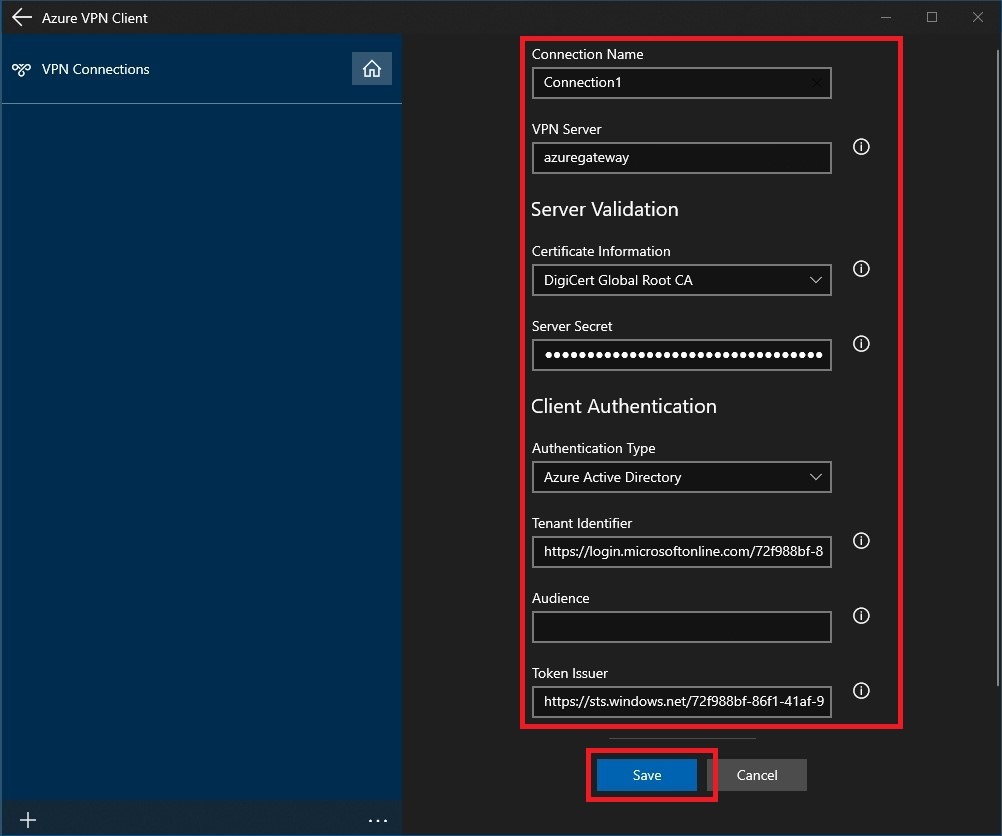 Azure VPN Client
VPN Connections
Connection Name
Connection1
VPN Server
azuregateway
Server Validation
Certificate Information
DigiCert Global Root CA
Server Secret
●●●●●●●●●●●●●●●●●●●●●●●●●●●●●●●●●
Client Authentication
Authentication Type
Azure Active Directory
Tenant Identifier
https://login.microsoftonline.com/72f988bf-8
Audience
Token Issuer
https://sts.windows.net/72f988bf-86f1-41af-9
Save
Cancel